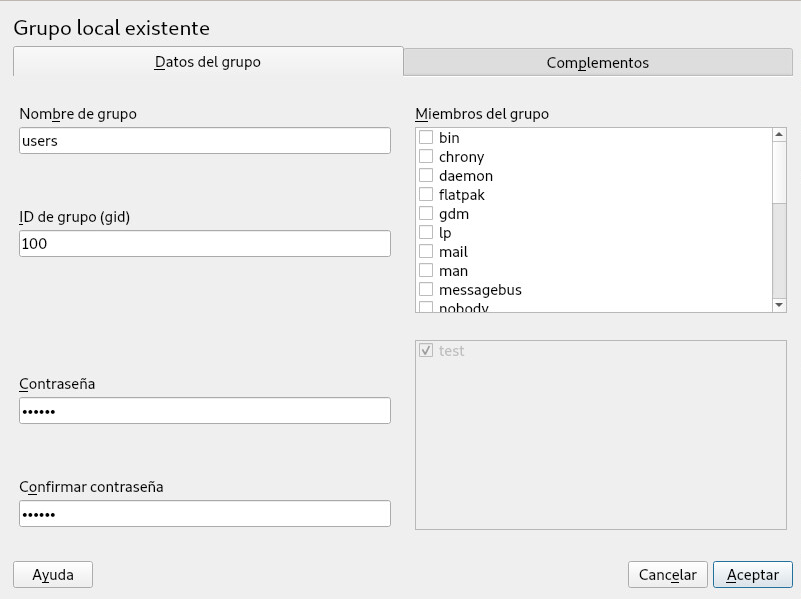 Grupo local existente
Datos del grupo
Complementos
Nombre de grupo
users
ID de grupo (gid)
100
Contraseña
••••••
Confirmar contraseña
••••••
Miembros del grupo
bin
chrony
daemon
flatpak
gdm
lp
mail
man
messagebus
nobody
test
Ayuda
Cancelar
Aceptar